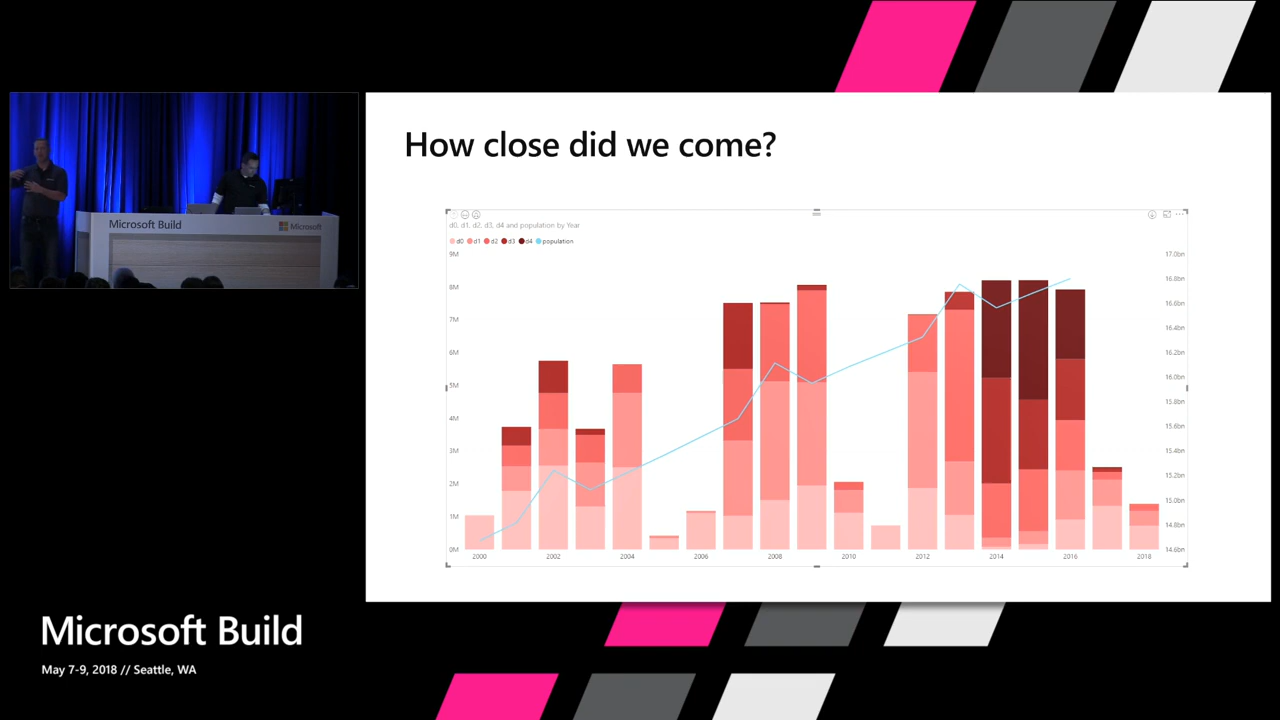 How close did we come?
Microsoft Build
Microsoft
d0, d1, d2, d3, d4 and population by Year
d0 d1 d2 d3 d4 population
9M
8M
7M
6M
5M
4M
3M
2M
1M
0M
17.0bn
16.8bn
16.6bn
16.4bn
16.2bn
16.0bn
15.8bn
15.6bn
15.4bn
15.2bn
15.0bn
14.8bn
14.6bn
2000 2002 2004 2006 2008 2010 2012 2014 2016 2018
Microsoft Build
May 7-9, 2018 // Seattle, WA